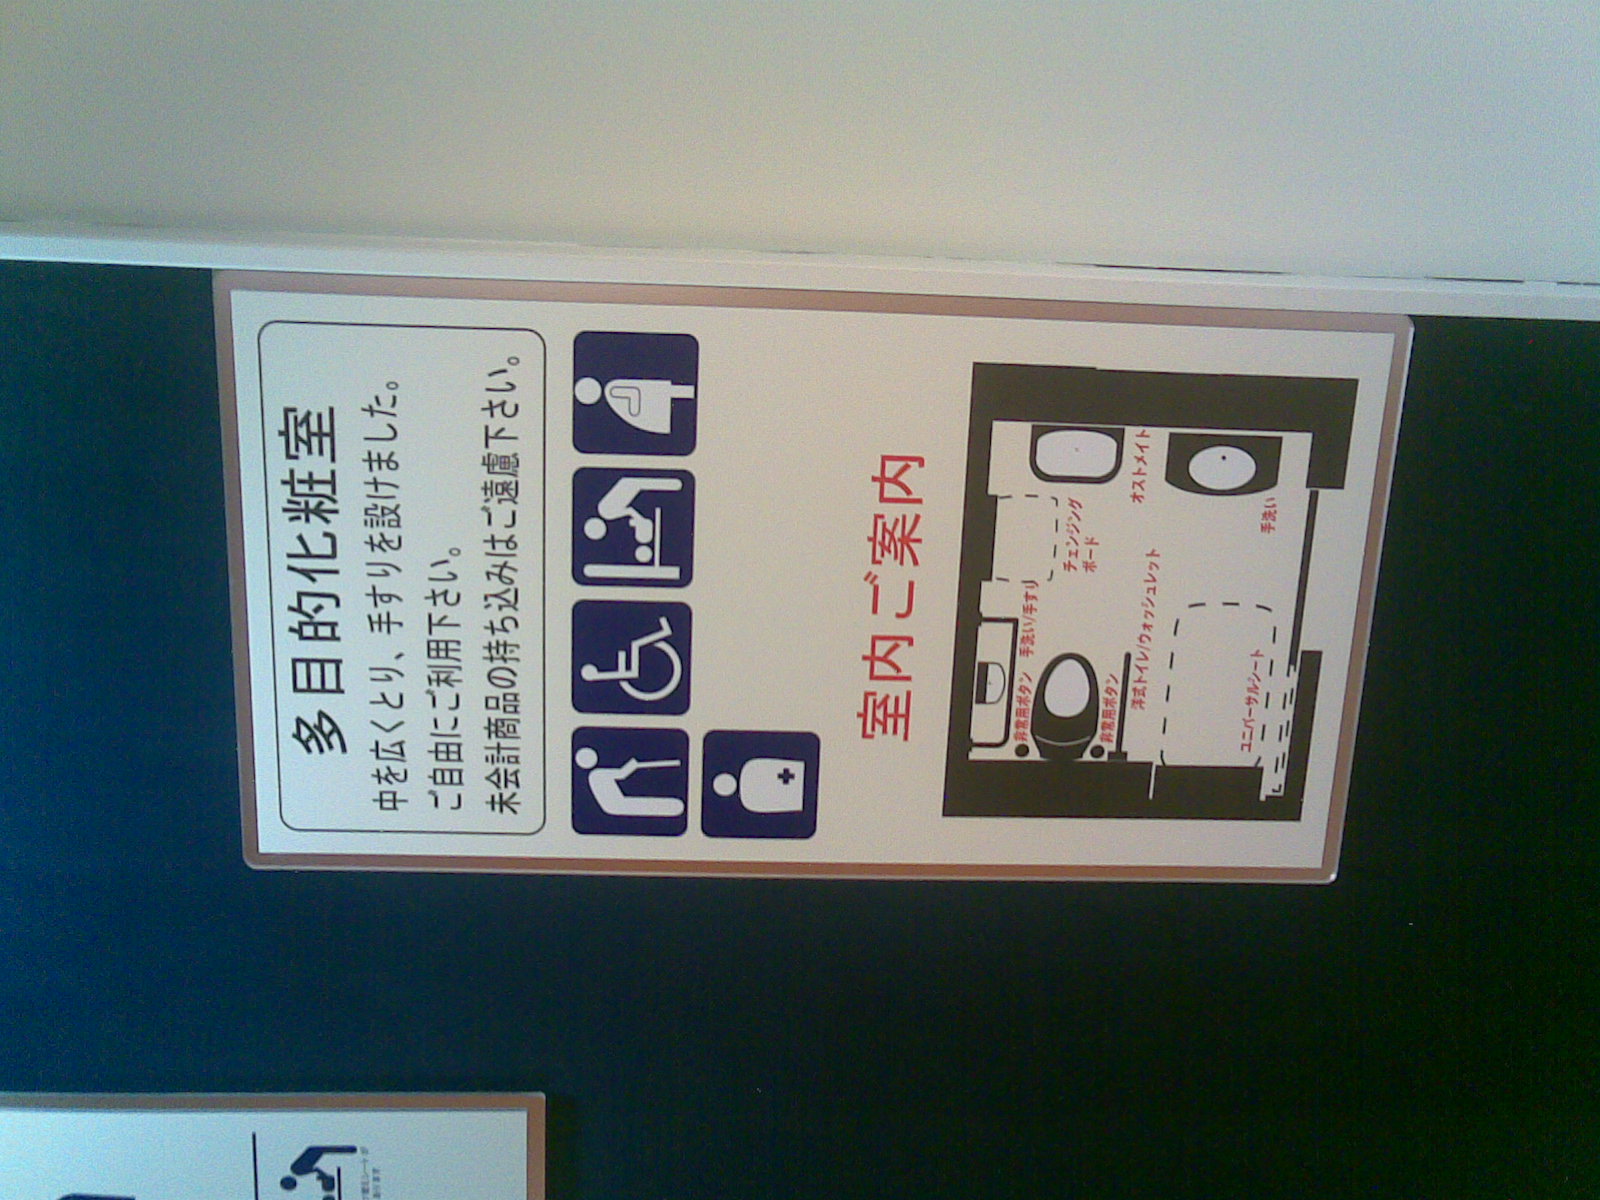 多目的化粧室
中を広くとり、手すりを設けました。
ご自由にご利用下さい。
未会計商品の持ち込みはご遠慮下さい。
室内ご案内
非常用ボタン
手洗い/手すり
チェンジング
ボード
オストメイト
非常用ボタン
洋式トイレ/ウォッシュレット
手洗い
ユニバーサルシート